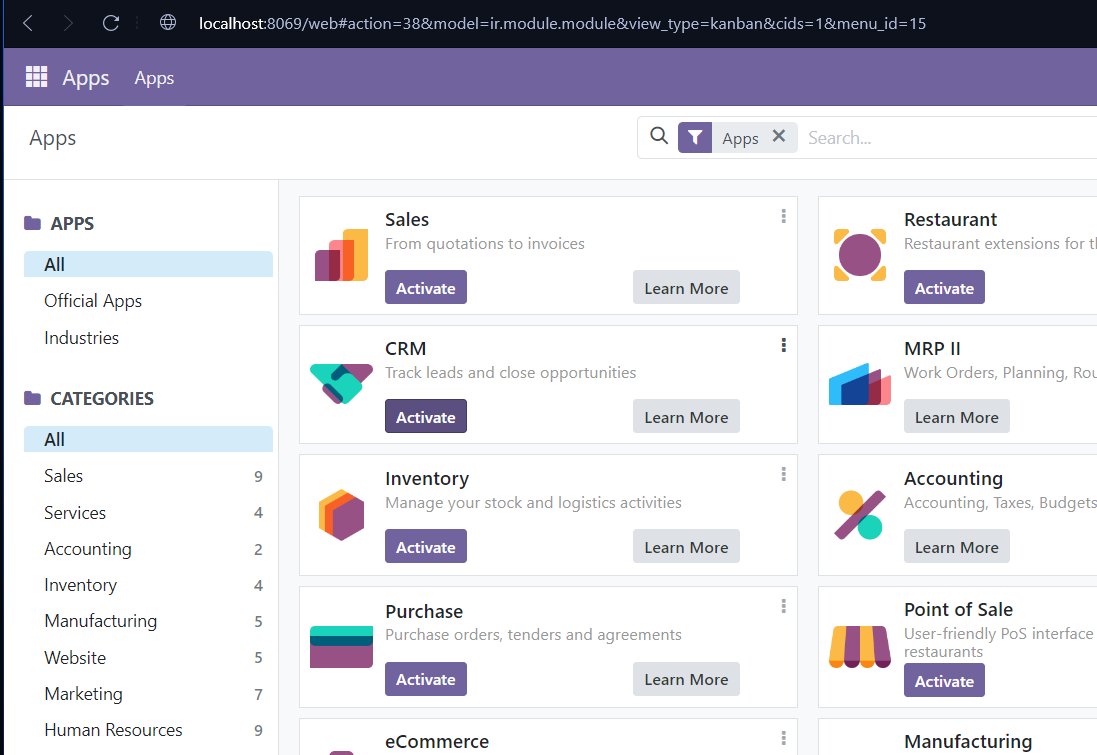 localhost:8069/web#action=38&model=ir.module.module&view_type=kanban&cids=1&menu_id=15
Apps Apps
Apps
Apps Search...
APPS
All
Official Apps
Industries
CATEGORIES
All
Sales 9
Services 4
Accounting 2
Inventory 4
Manufacturing 5
Website 5
Marketing 7
Human Resources 9
Sales
From quotations to invoices
Activate Learn More
CRM
Track leads and close opportunities
Activate Learn More
Inventory
Manage your stock and logistics activities
Activate Learn More
Purchase
Purchase orders, tenders and agreements
Activate Learn More
eCommerce
Restaurant
Restaurant extensions for
Activate
MRP II
Work Orders, Planning,
Learn More
Accounting
Accounting, Taxes, Budgets
Learn More
Point of Sale
User-friendly PoS interface
restaurants
Activate
Manufacturing